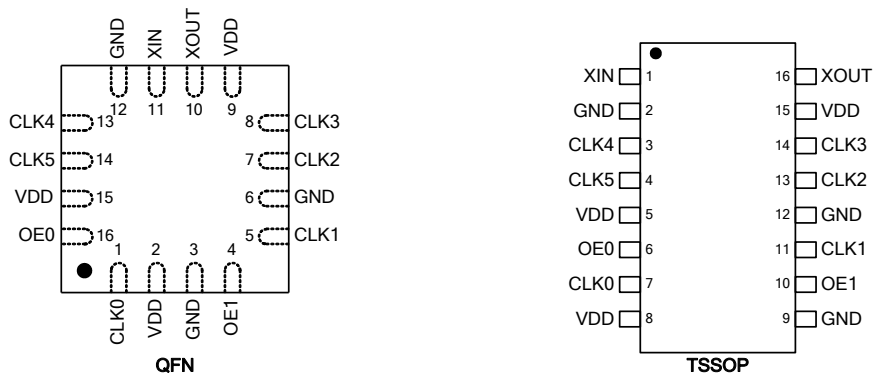 GND XIN XOUT VDD
12 11 10 9
CLK4 13 8 CLK3
CLK5 14 7 CLK2
VDD 15 6 GND
OE0 16 5 CLK1
1 2 3 4
CLK0 VDD GND OE1
QFN
XIN 1 16 XOUT
GND 2 15 VDD
CLK4 3 14 CLK3
CLK5 4 13 CLK2
VDD 5 12 GND
OE0 6 11 CLK1
CLK0 7 10 OE1
VDD 8 9 GND
TSSOP